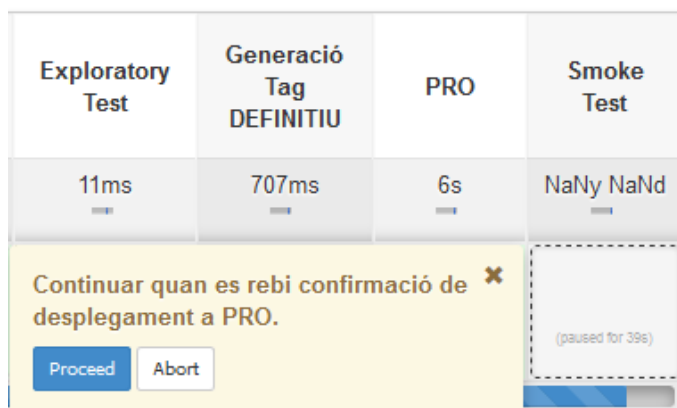 Exploratory Test
Generació Tag DEFINITIU
PRO
Smoke Test
11ms
707ms
6s
NaNy NaNd
Continuar quan es rebi confirmació de
desplegament a PRO.
✖
(paused for 39s)
Proceed
Abort